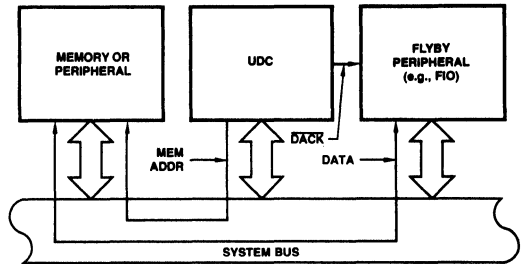 MEMORY OR
PERIPHERAL
UDC
FLYBY
PERIPHERAL
(e.g., FIO)
DACK
MEM
ADDR
DATA
SYSTEM BUS